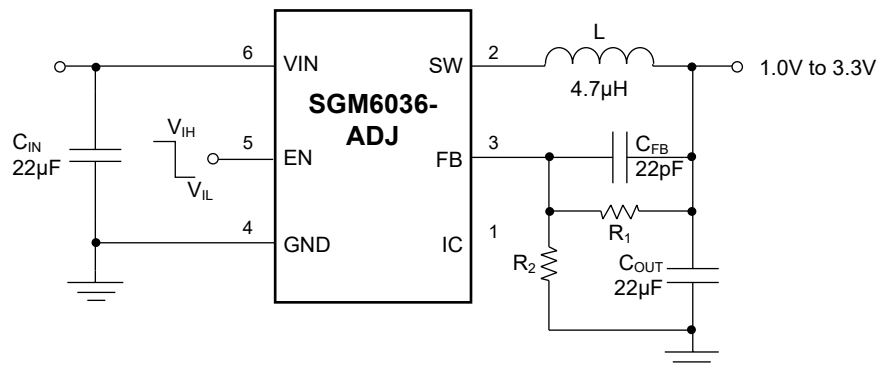 L
6
VIN
SW
2
1.0V to 3.3V
4.7μH
SGM6036-
ADJ
C_IN
22μF
V_IH
V_IL
5
EN
3
FB
C_FB
22pF
4
GND
1
IC
R_1
R_2
C_OUT
22μF